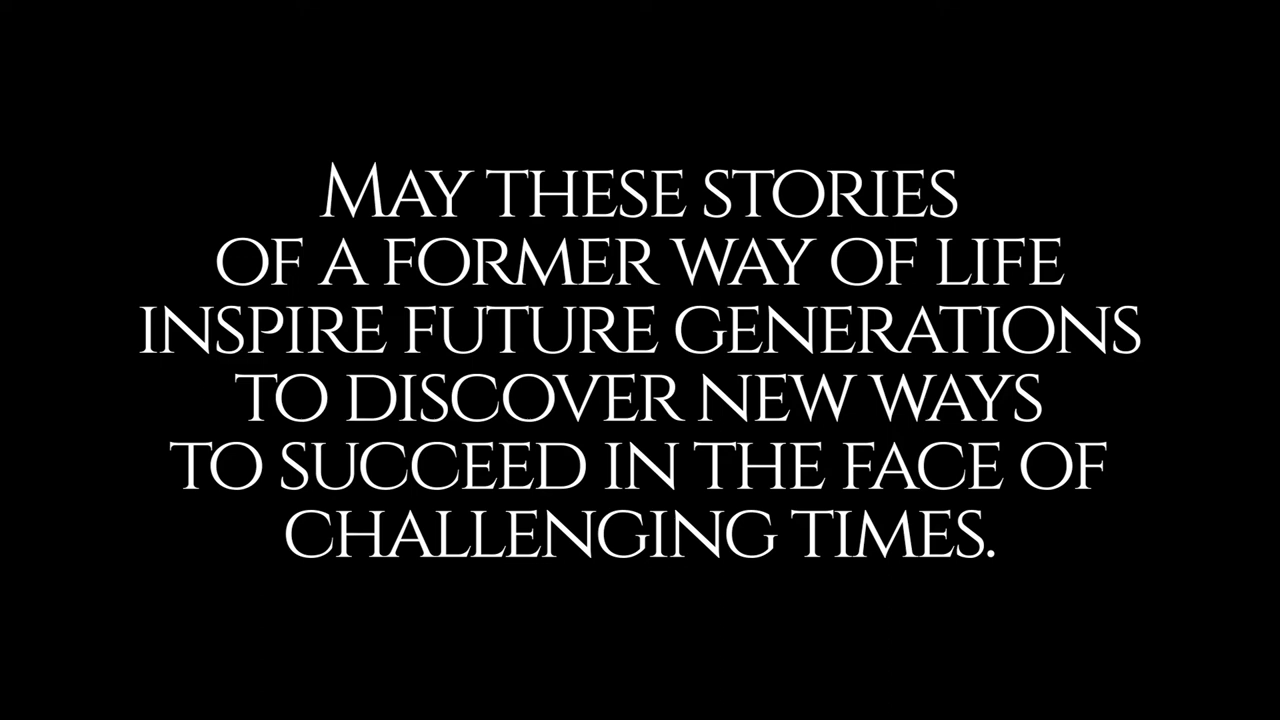 MAY THESE STORIES
OF A FORMER WAY OF LIFE
INSPIRE FUTURE GENERATIONS
TO DISCOVER NEW WAYS
TO SUCCEED IN THE FACE OF
CHALLENGING TIMES.